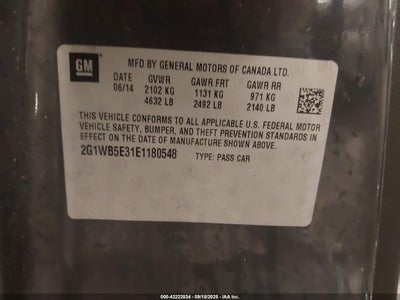 GM
MFD BY GENERAL MOTORS OF CANADA LTD.
DATE GVWR GAWR FRT GAWR RR
06/14 2102 KG 1131 KG 971 KG
4632 LB 2492 LB 2140 LB
THIS VEHICLE CONFORMS TO ALL APPLICABLE U.S. FEDERAL MOTOR
VEHICLE SAFETY, BUMPER, AND THEFT PREVENTION STANDARDS IN
EFFECT ON THE DATE OF MANUFACTURE SHOWN ABOVE.
2G1WB5E31E1180548 TYPE: PASS CAR
000-43222034 - 09/18/2025 - IAA, Inc.